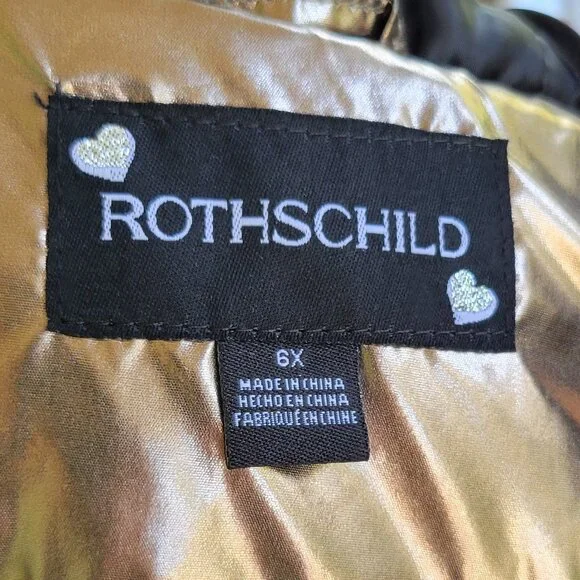 ROTHSCHILD
6X
MADE IN CHINA
HECHO EN CHINA
FABRIQUÉ EN CHINE